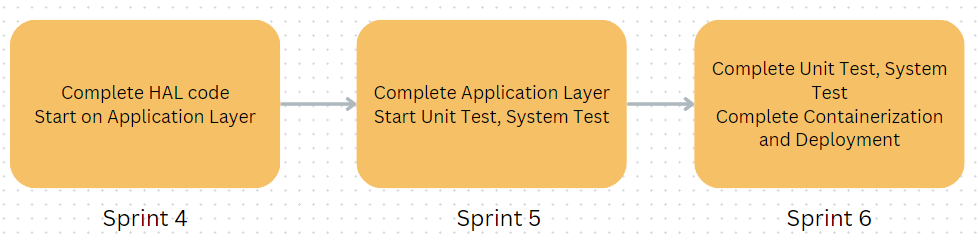 Complete HAL code
Start on Application Layer
Complete Application Layer
Start Unit Test, System Test
Complete Unit Test, System
Test
Complete Containerization
and Deployment
Sprint 4
Sprint 5
Sprint 6